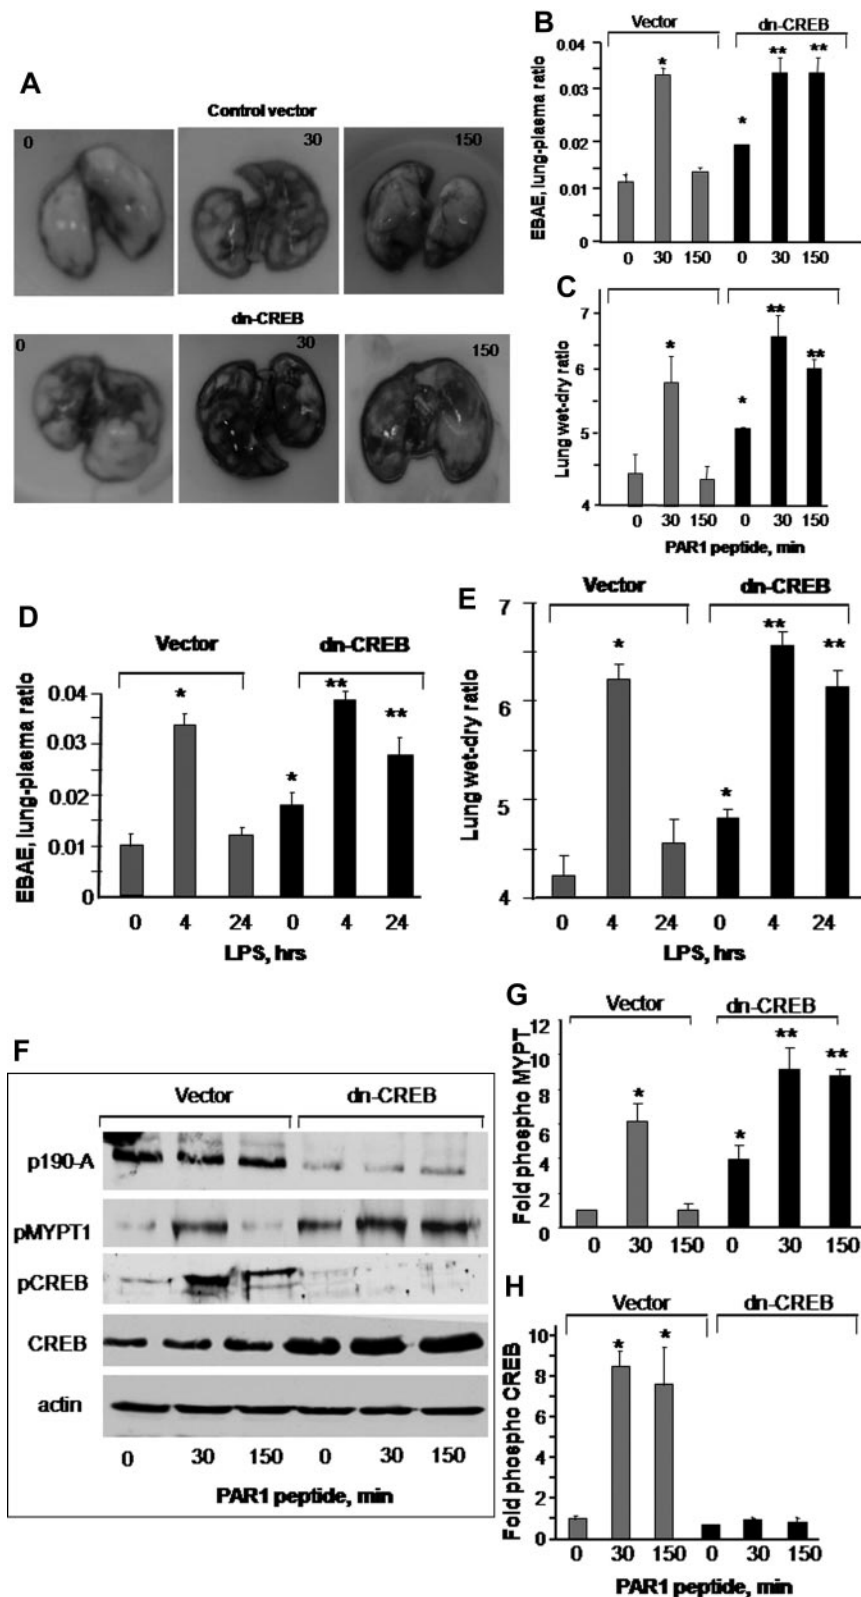 A
Control vector
0
30
150
dn-CREB
0
30
150
B
Vector
dn-CREB
EBAE, lung-plasma ratio
0.04
0.03
0.02
0.01
0
*
*
**
**
0 30 150 0 30 150
C
Lung wet-dry ratio
7
6
5
4
*
*
**
**
0 30 150 0 30 150
PAR1 peptide, min
D
Vector
dn-CREB
EBAE, lung-plasma ratio
0.04
0.03
0.02
0.01
0
*
*
**
**
0 4 24 0 4 24
LPS, hrs
E
Vector
dn-CREB
Lung wet-dry ratio
7
6
5
4
*
*
**
**
0 4 24 0 4 24
LPS, hrs
F
Vector
dn-CREB
p190-A
pMYPT1
pCREB
CREB
actin
0 30 150 0 30 150
PAR1 peptide, min
G
Vector
dn-CREB
Fold phospho MYPT
12
10
8
6
4
2
0
*
*
**
**
0 30 150 0 30 150
H
Vector
dn-CREB
Fold phospho CREB
10
8
6
4
2
0
*
*
0 30 150 0 30 150
PAR1 peptide, min